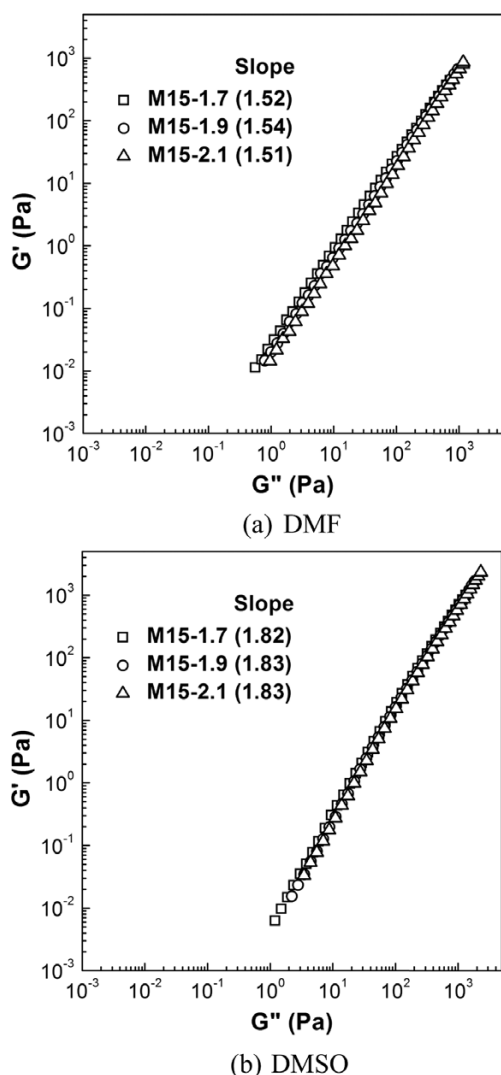 10³
10²
10¹
10⁰
10⁻¹
10⁻²
10⁻³
G' (Pa)
Slope
M15-1.7 (1.52)
M15-1.9 (1.54)
M15-2.1 (1.51)
10⁻³ 10⁻² 10⁻¹ 10⁰ 10¹ 10² 10³
G" (Pa)
(a) DMF
10³
10²
10¹
10⁰
10⁻¹
10⁻²
10⁻³
G' (Pa)
Slope
M15-1.7 (1.82)
M15-1.9 (1.83)
M15-2.1 (1.83)
10⁻³ 10⁻² 10⁻¹ 10⁰ 10¹ 10² 10³
G" (Pa)
(b) DMSO